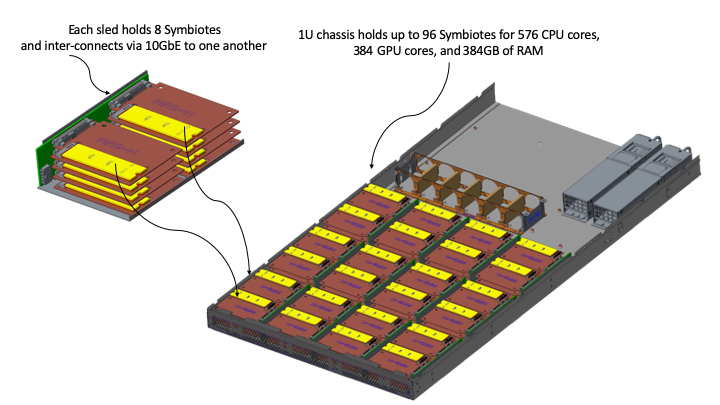 Each sled holds 8 Symbiotes
and inter-connects via 10GbE to one another
1U chassis holds up to 96 Symbiotes for 576 CPU cores,
384 GPU cores, and 384GB of RAM